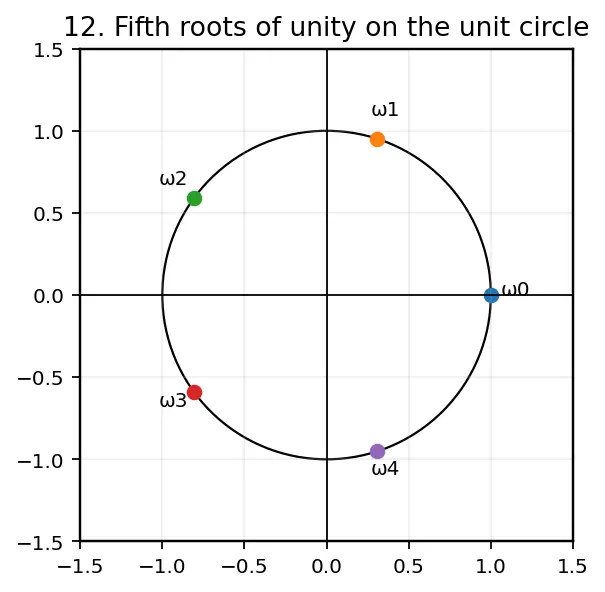 12. Fifth roots of unity on the unit circle
1.5
ω1
1.0
ω2
0.5
0.0
ω0
−0.5
ω3
−1.0
ω4
−1.5
−1.5 −1.0 −0.5 0.0 0.5 1.0 1.5